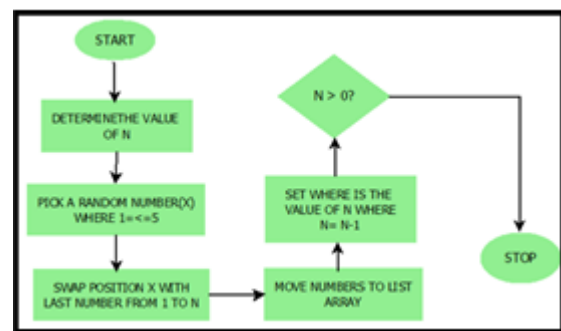 START
DETERMINETHE VALUE
OF N
PICK A RANDOM NUMBER(X)
WHERE 1=<=5
SWAP POSITION X WITH
LAST NUMBER FROM 1 TO N
MOVE NUMBERS TO LIST
ARRAY
SET WHERE IS THE
VALUE OF N WHERE
N= N-1
N > 0?
STOP